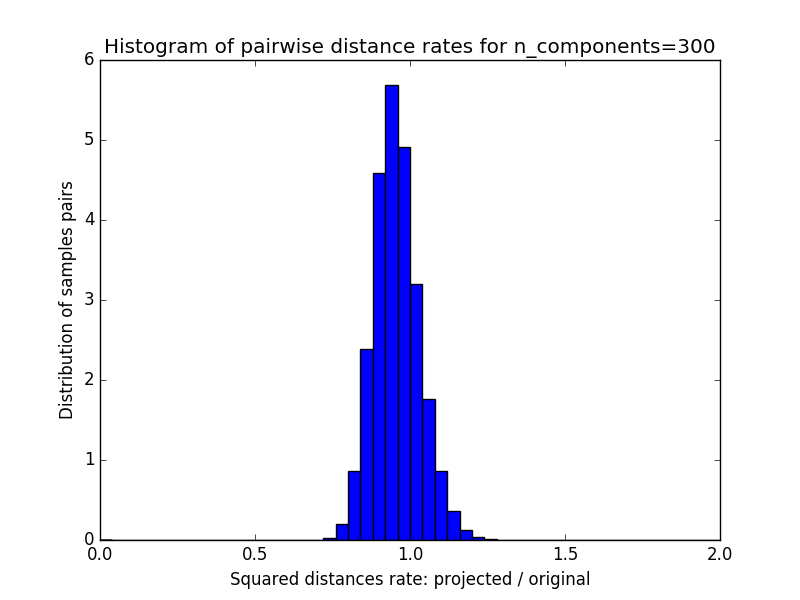 Histogram of pairwise distance rates for n_components=300
6
5
4
3
2
1
0
Distribution of samples pairs
0.0 0.5 1.0 1.5 2.0
Squared distances rate: projected / original